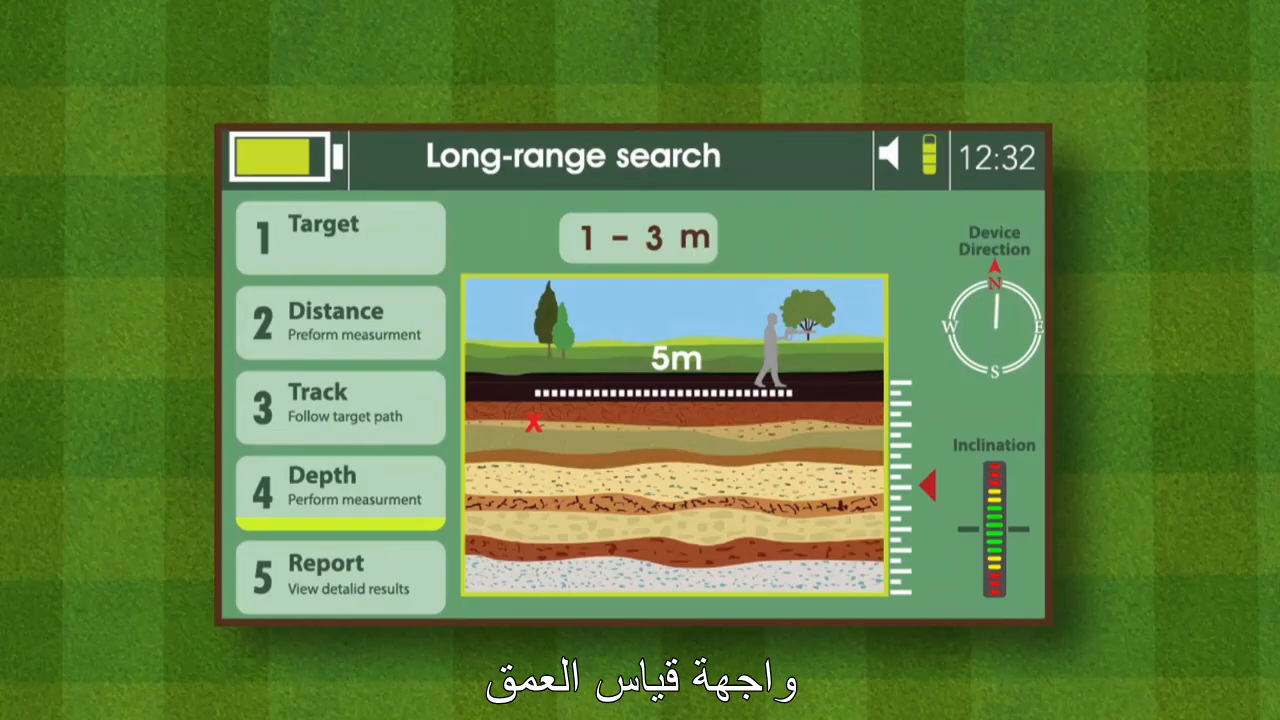 Long-range search
12:32
1 Target
2 Distance
Preform measurment
3 Track
Follow target path
4 Depth
Perform measurment
5 Report
View detalid results
1 - 3 m
5m
x
Device
Direction
N
W E
S
Inclination
واجهة قياس العمق